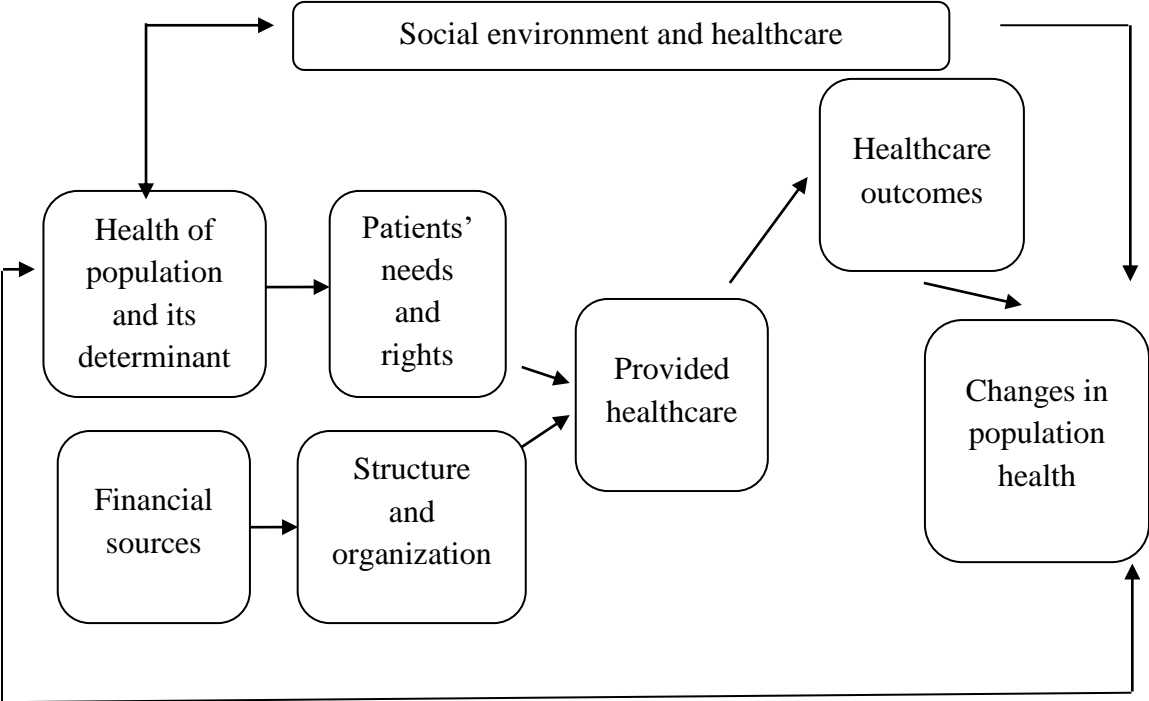 Social environment and healthcare
Healthcare
outcomes
Health of
population
and its
determinant
Patients’
needs
and
rights
Provided
healthcare
Changes in
population
health
Financial
sources
Structure
and
organization